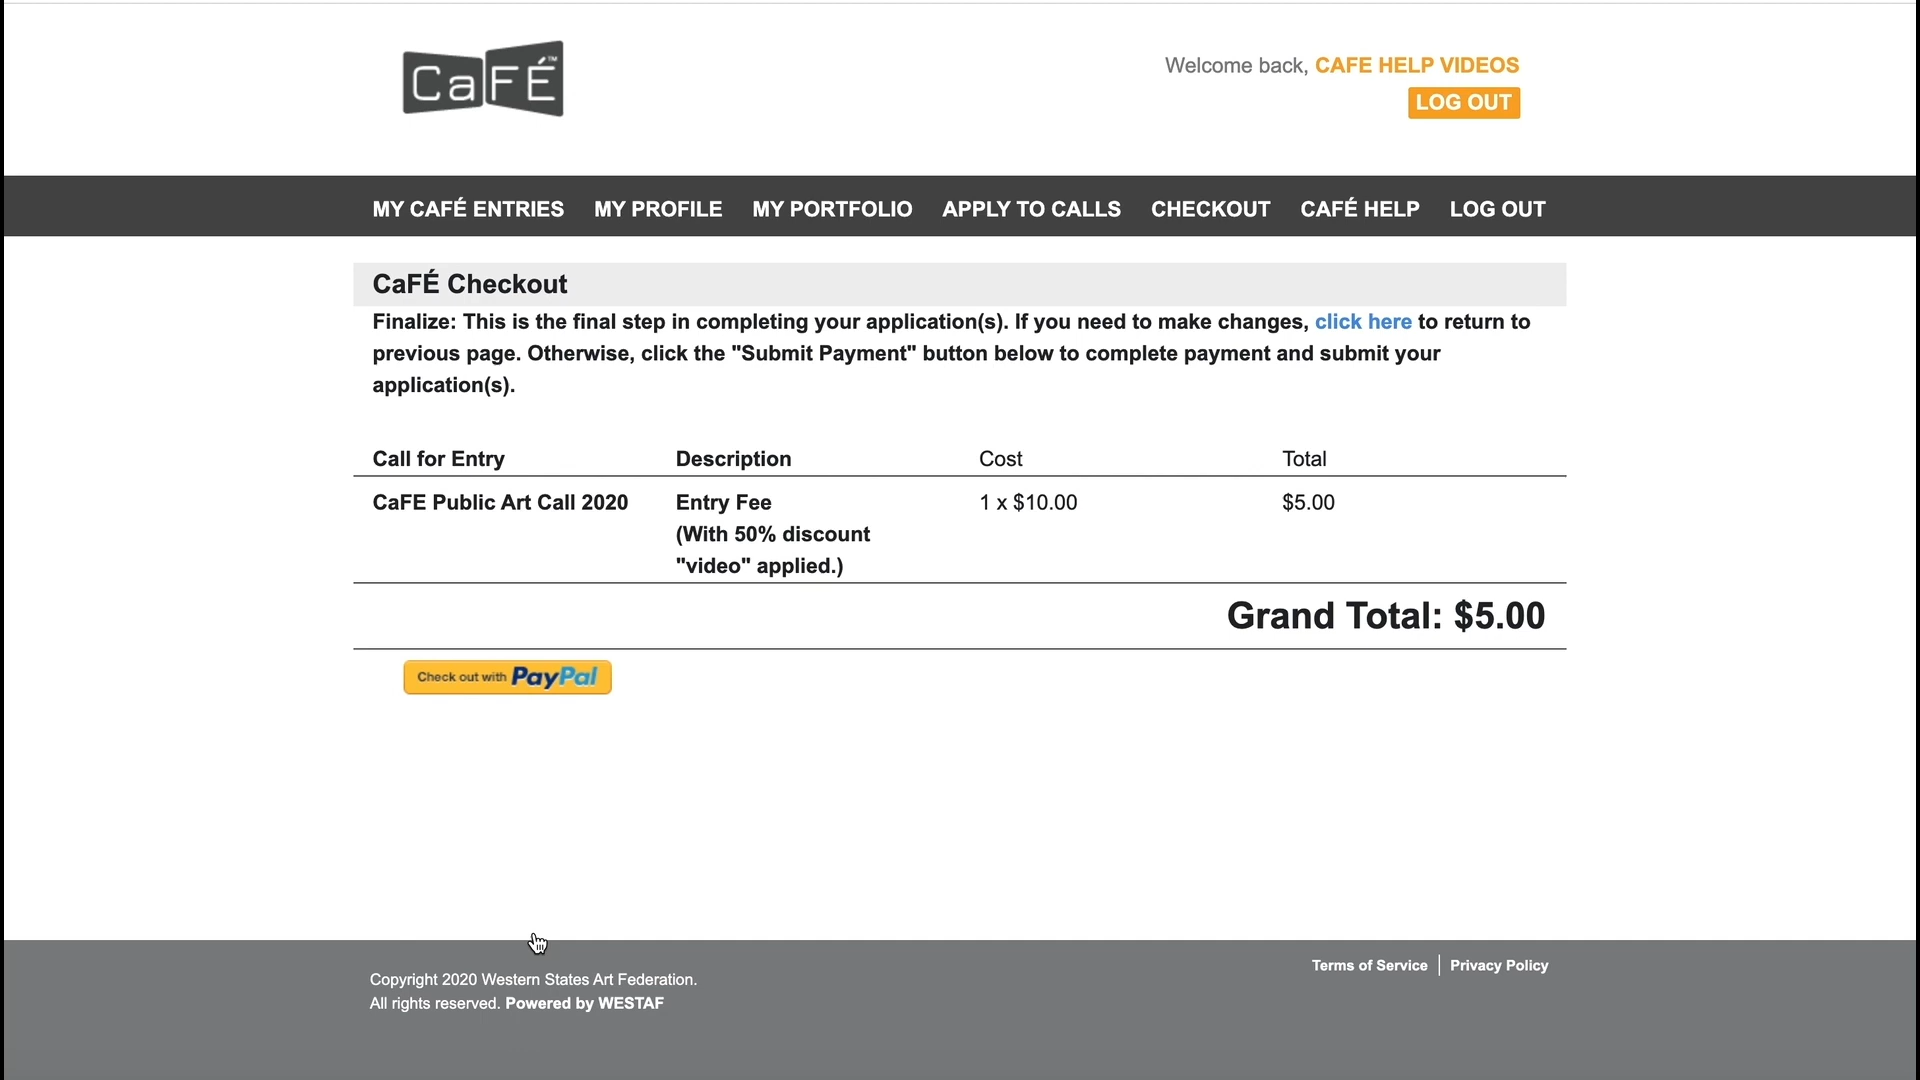 CaFÉ™
Welcome back, CAFE HELP VIDEOS
LOG OUT
MY CAFÉ ENTRIES MY PROFILE MY PORTFOLIO APPLY TO CALLS CHECKOUT CAFÉ HELP LOG OUT
CaFÉ Checkout
Finalize: This is the final step in completing your application(s). If you need to make changes, click here to return to
previous page. Otherwise, click the "Submit Payment" button below to complete payment and submit your
application(s).
Call for Entry Description Cost Total
CaFE Public Art Call 2020 Entry Fee 1 x $10.00 $5.00
(With 50% discount
"video" applied.)
Grand Total: $5.00
Check out with PayPal
Terms of Service Privacy Policy
Copyright 2020 Western States Art Federation.
All rights reserved. Powered by WESTAF